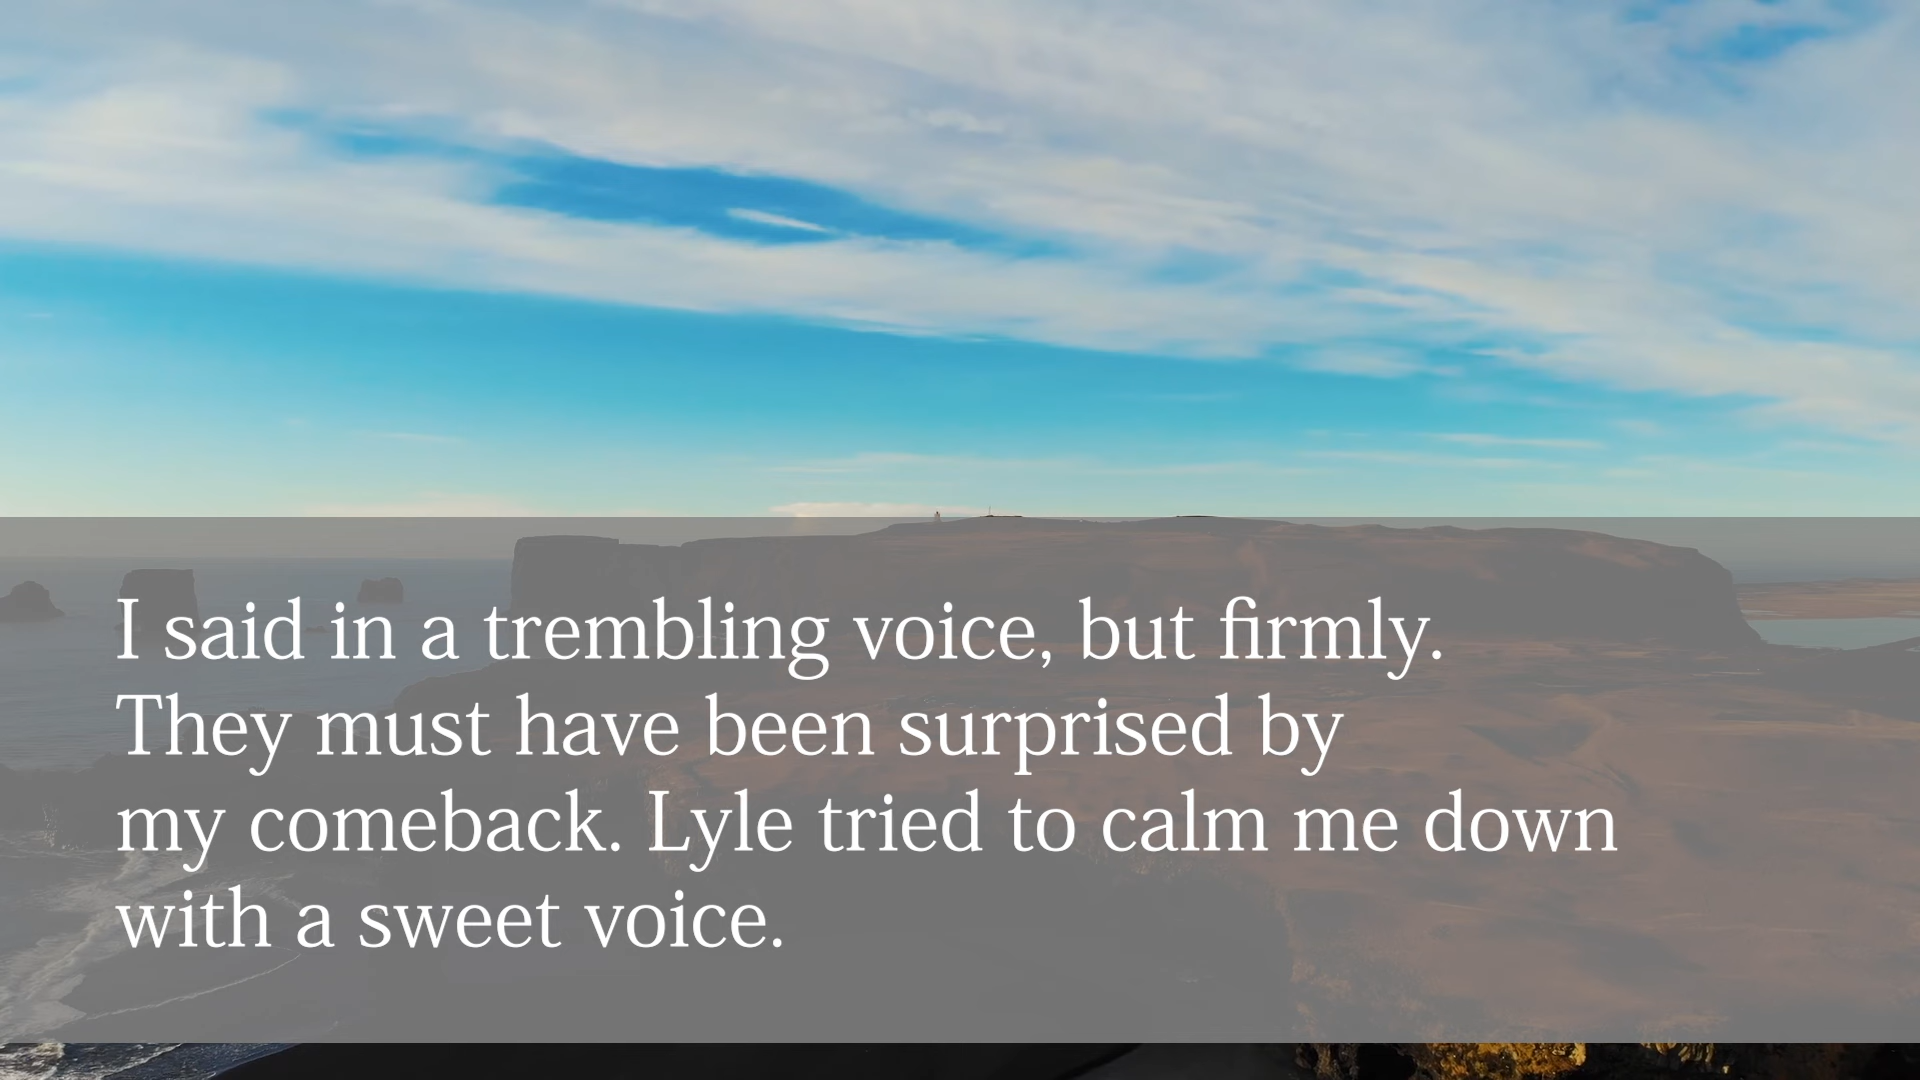 I said in a trembling voice, but firmly.
They must have been surprised by
my comeback. Lyle tried to calm me down
with a sweet voice.